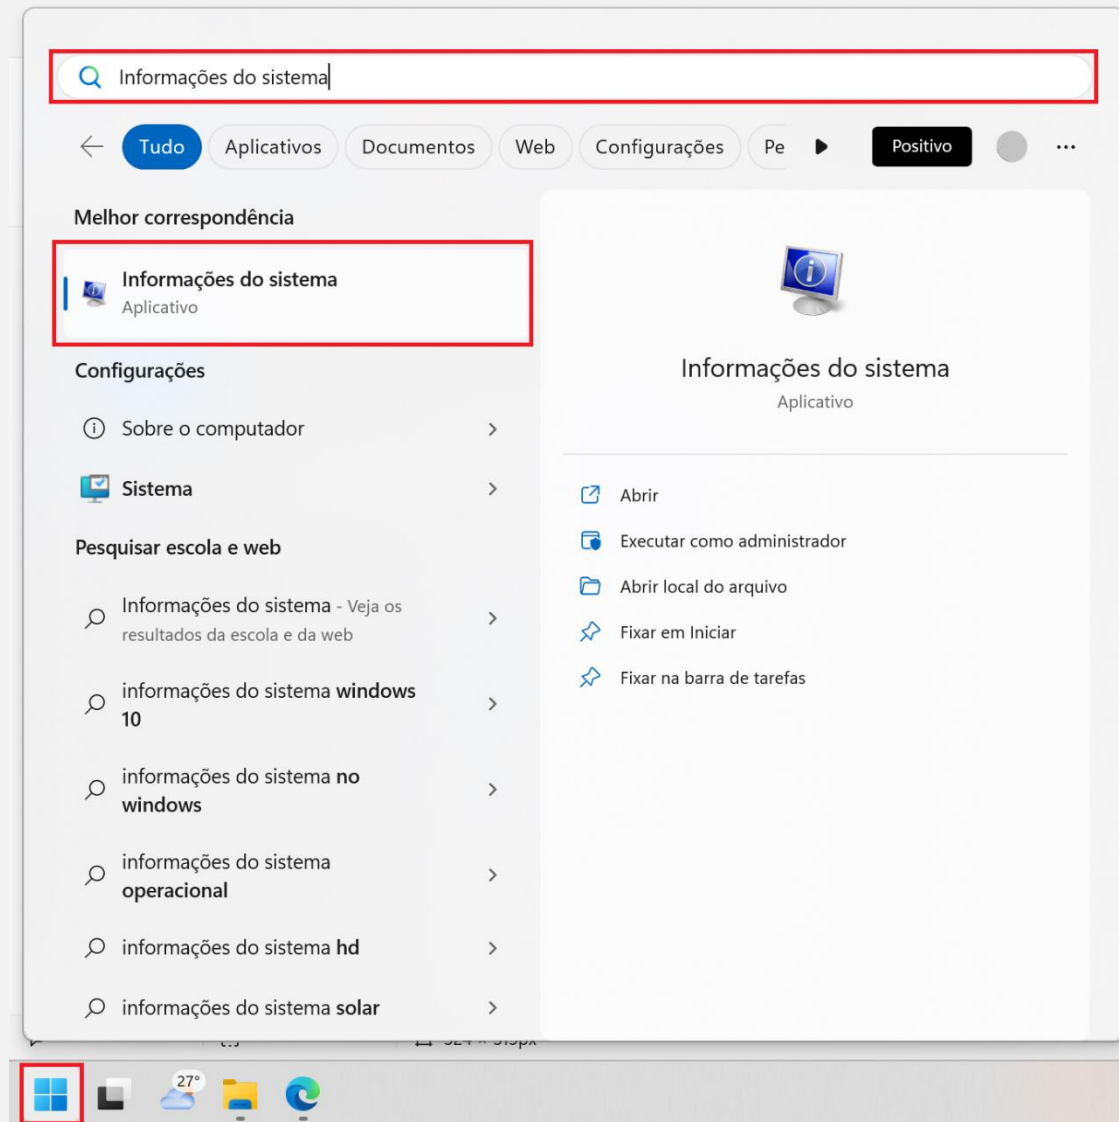 Informações do sistema
Tudo
Aplicativos
Documentos
Web
Configurações
Pe
Positivo
Melhor correspondência
Informações do sistema
Aplicativo
Configurações
Sobre o computador
Sistema
Pesquisar escola e web
Informações do sistema - Veja os
resultados da escola e da web
informações do sistema windows
10
informações do sistema no
windows
informações do sistema
operacional
informações do sistema hd
informações do sistema solar
Informações do sistema
Aplicativo
Abrir
Executar como administrador
Abrir local do arquivo
Fixar em Iniciar
Fixar na barra de tarefas
27°